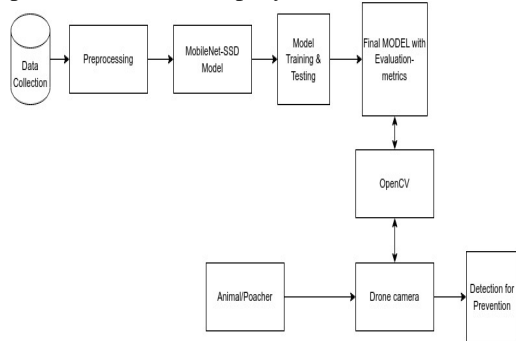 Data
Collection
Preprocessing
MobileNet-SSD
Model
Model
Training &
Testing
Final MODEL with
Evaluation-
metrics
OpenCV
Animal/Poacher
Drone camera
Detection for
Prevention